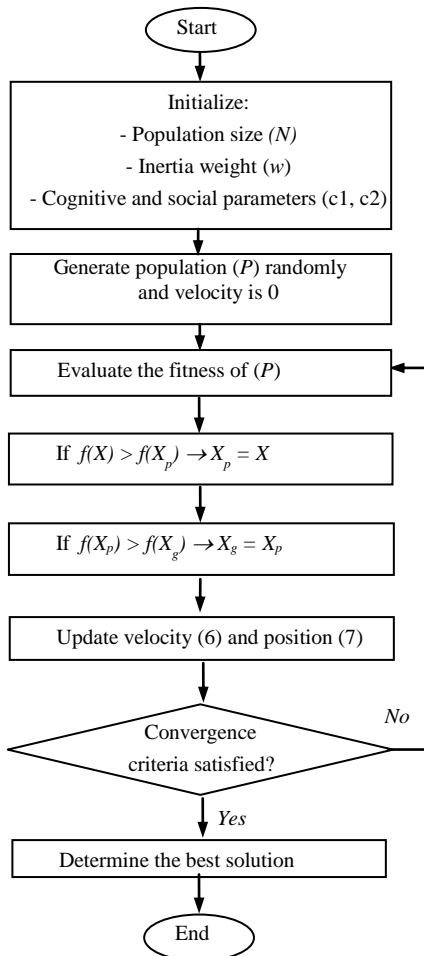 Start
Initialize:
- Population size (N)
- Inertia weight (w)
- Cognitive and social parameters (c1, c2)
Generate population (P) randomly
and velocity is 0
Evaluate the fitness of (P)
If f(X) > f(Xp) → Xp = X
If f(Xp) > f(Xg) → Xg = Xp
Update velocity (6) and position (7)
Convergence
criteria satisfied?
No
Yes
Determine the best solution
End